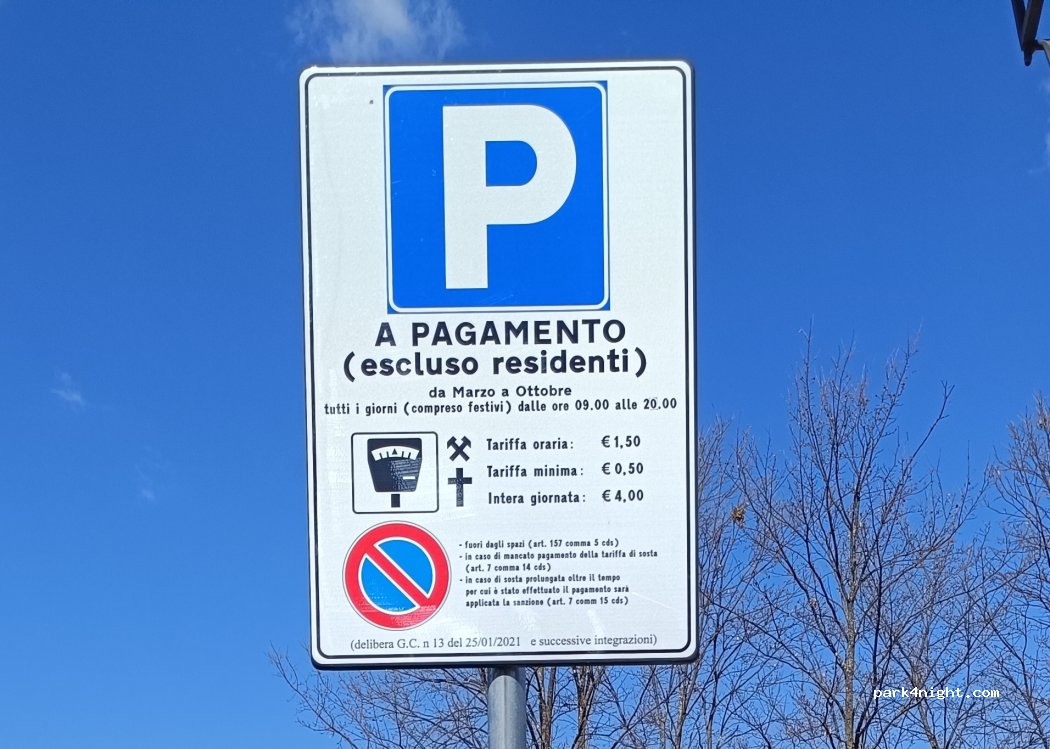 P
A PAGAMENTO
(escluso residenti)
da Marzo a Ottobre
tutti i giorni (compreso festivi) dalle ore 09.00 alle 20.00
Tariffa oraria: € 1,50
Tariffa minima: € 0,50
Intera giornata: € 4,00
- fuori dagli spazi (art. 157 comma 5 cds)
- in caso di mancato pagamento della tariffa di sosta
(art. 7 comma 14 cds)
- in caso di sosta prolungata oltre il tempo
per cui è stato effettuato il pagamento sarà
applicata la sanzione (art. 7 comm 15 cds)
(delibera G.C. n 13 del 25/01/2021 e successive integrazioni)
park4night.com